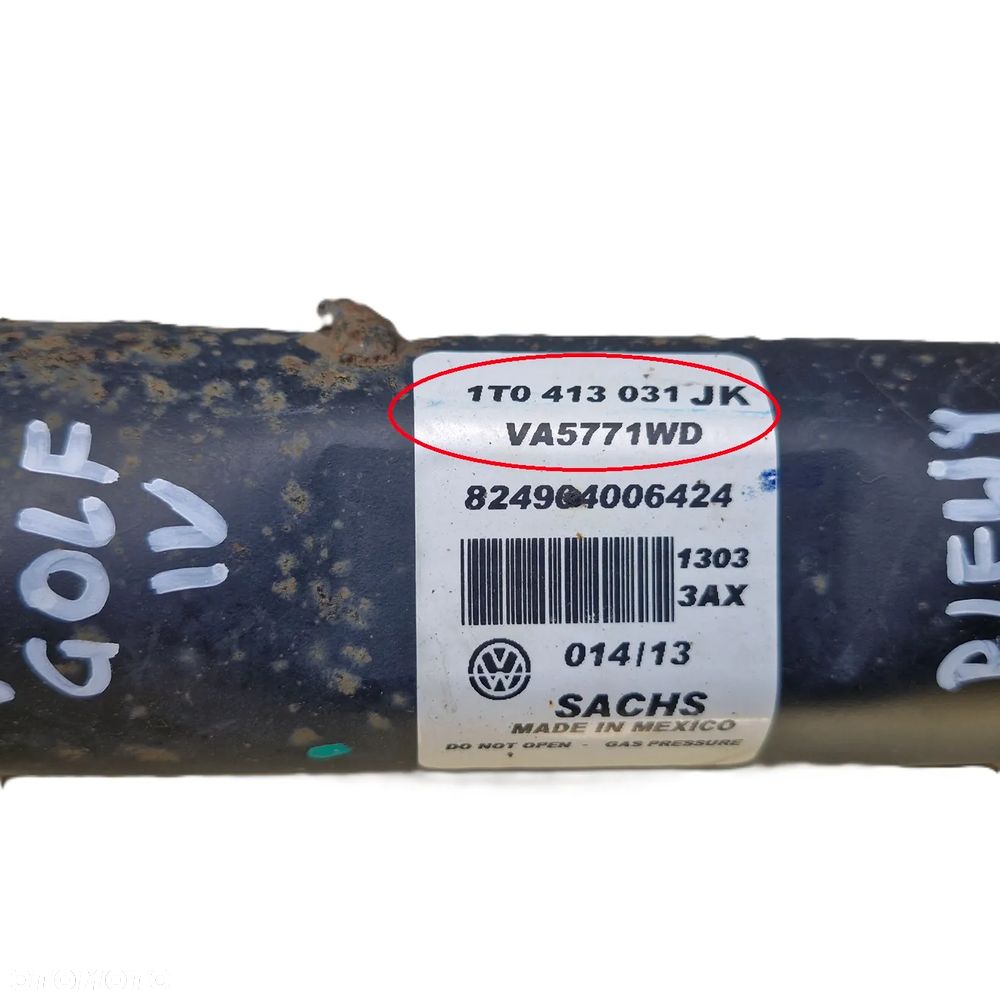 1T0 413 031 JK
VA5771WD
824904006424
1303
3AX
014/13
SACHS
MADE IN MEXICO
DO NOT OPEN - GAS PRESSURE
GOLF
IV